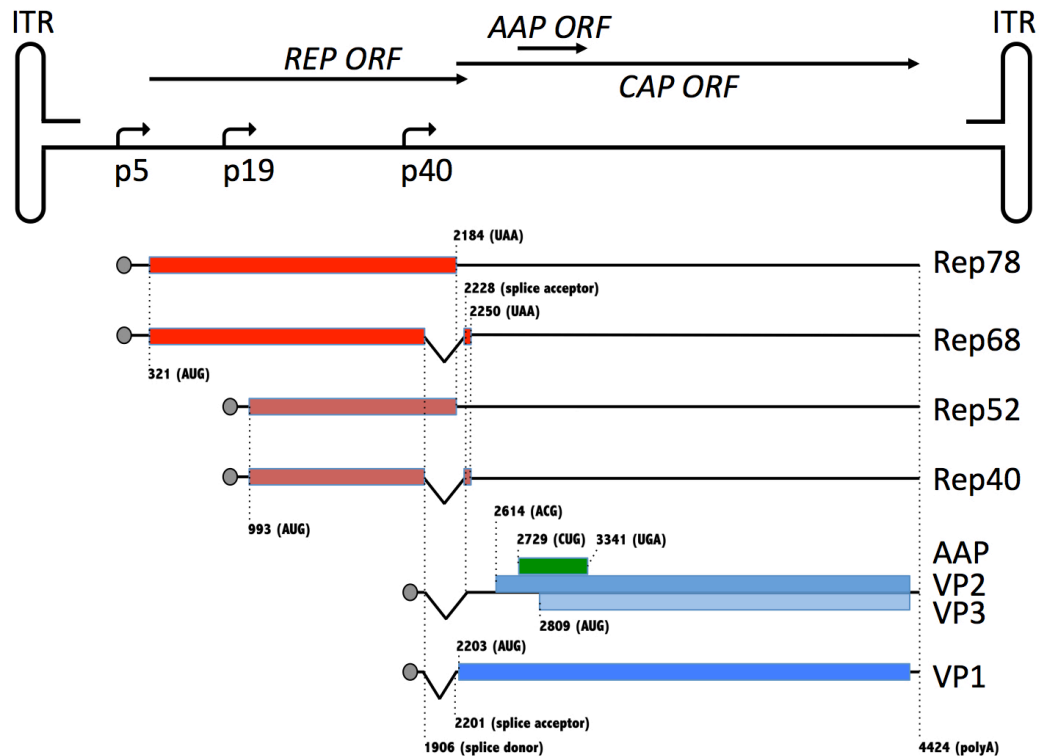 ITR
AAP ORF
ITR
REP ORF
CAP ORF
p5
p19
p40
2184 (UAA)
Rep78
2228 (splice acceptor)
2250 (UAA)
Rep68
321 (AUG)
Rep52
Rep40
2614 (ACG)
993 (AUG)
2729 (CUG)
3341 (UGA)
AAP
VP2
VP3
2809 (AUG)
2203 (AUG)
VP1
2201 (splice acceptor)
1906 (splice donor)
4424 (polyA)